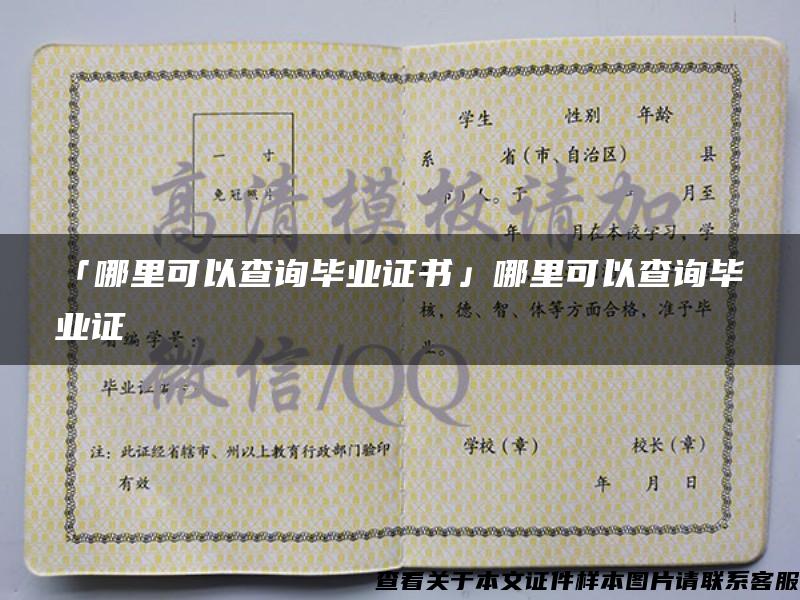 一 寸
免冠照片
高清模板请加
微信/QQ
「哪里可以查询毕业证书」哪里可以查询毕
业证
省编学号：
毕业证
注：此证经省辖市、州以上教育行政部门验印
有效
学生 性别 年龄
系 省（市、自治区） 县
人。于 月至
年 月在本校学习，学
核，德、智、体等方面合格，准予毕
业。
学校（章） 校长（章）
年 月 日
查看关于本文证件样本图片请联系客服